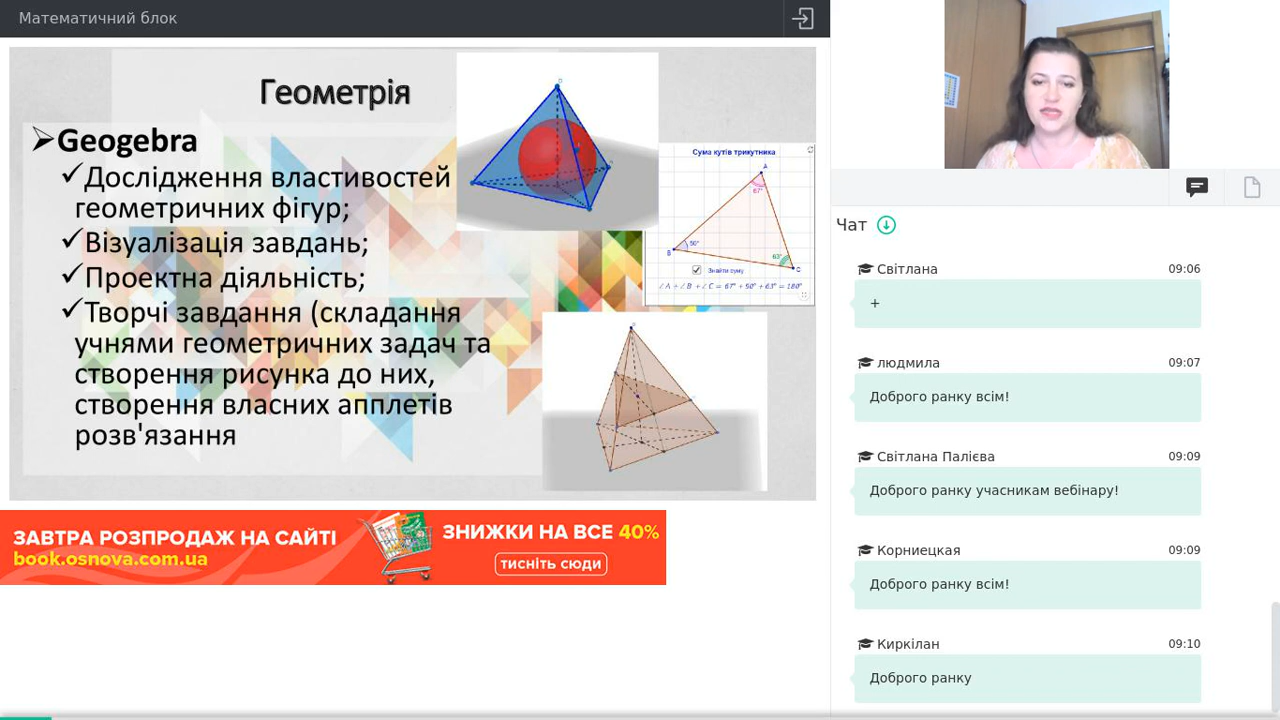 Математичний блок
Геометрія
Geogebra
Дослідження властивостей
геометричних фігур;
Візуалізація завдань;
Проектна діяльність;
Творчі завдання (складання
учнями геометричних задач та
створення рисунка до них,
створення власних апплетів
розв'язання
D
Сума кутів трикутника
A
67°
B
50°
63°
C
Знайти суму
∠A + ∠B + ∠C = 67° + 50° + 63° = 180°
ЗАВТРА РОЗПРОДАЖ НА САЙТІ
book.osnova.com.ua
ЗНИЖКИ НА ВСЕ 40%
тисніть сюди
Чат
Світлана 09:06
+
людмила 09:07
Доброго ранку всім!
Світлана Палієва 09:09
Доброго ранку учасникам вебінару!
Корниецкая 09:09
Доброго ранку всім!
Киркілан 09:10
Доброго ранку